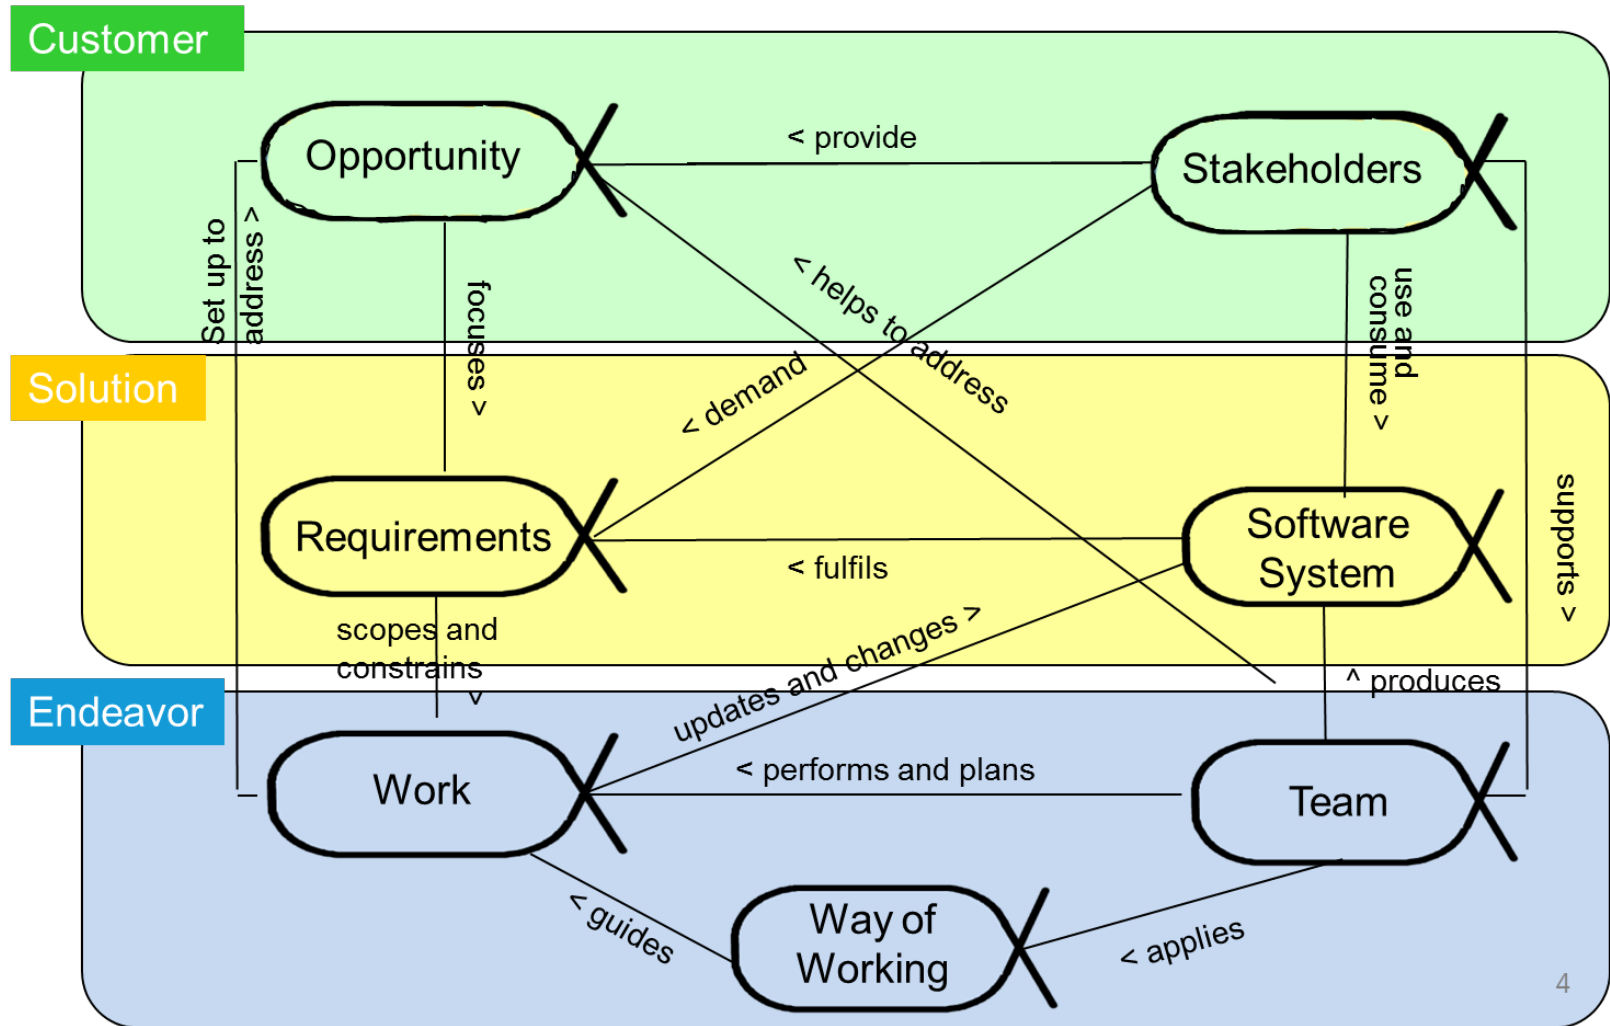 Customer
Opportunity
< provide
Stakeholders
Set up to
address >
focusses >
< helps to address
< demand
use and
consume >
supports >
Solution
Requirements
< fulfils
Software
System
scopes and
constrains
>
updates and changes >
^ produces
Endeavor
Work
< performs and plans
Team
< guides
Way of
Working
< applies
4